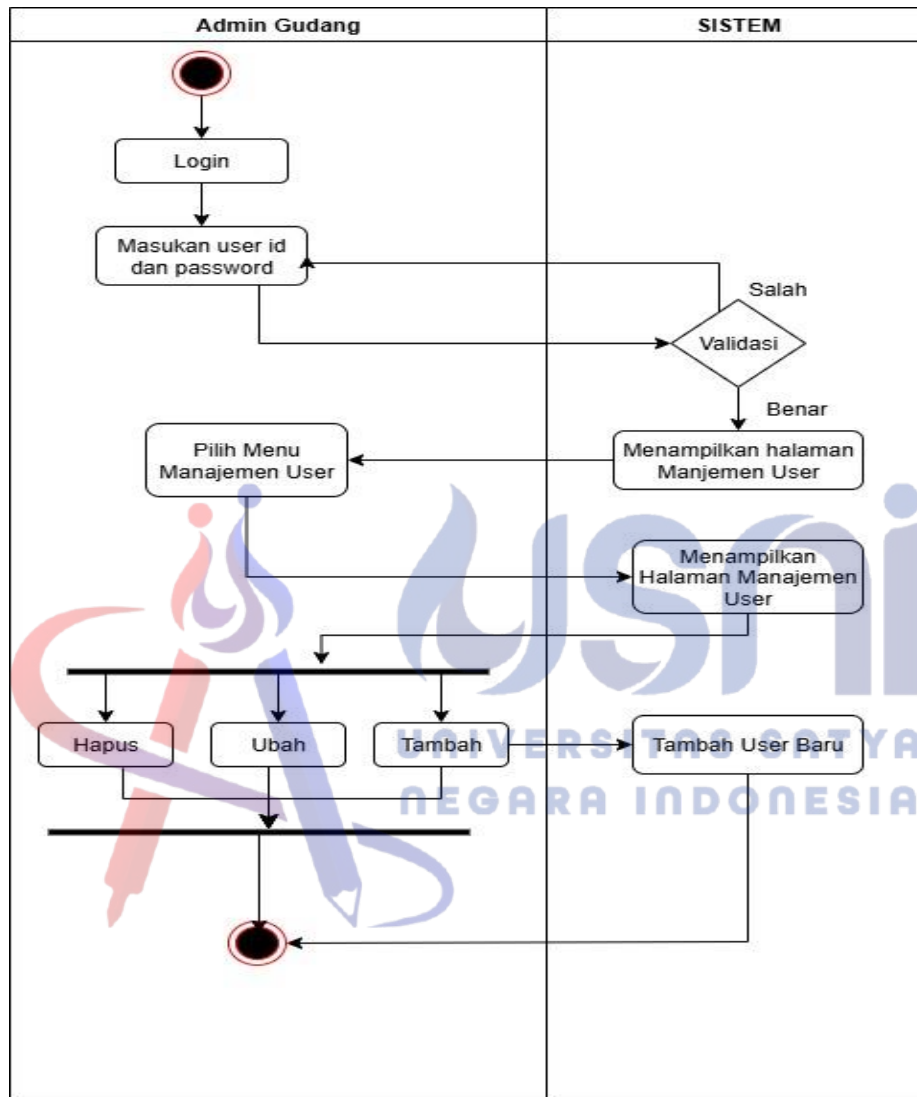 Admin Gudang
SISTEM
Login
Masukan user id
dan password
Salah
Validasi
Benar
Pilih Menu
Manajemen User
Menampilkan halaman
Manjemen User
Menampilkan
Halaman Manajemen
User
Hapus
Ubah
Tambah
Tambah User Baru
usni
UNIVERSITAS SATYA
NEGARA INDONESIA